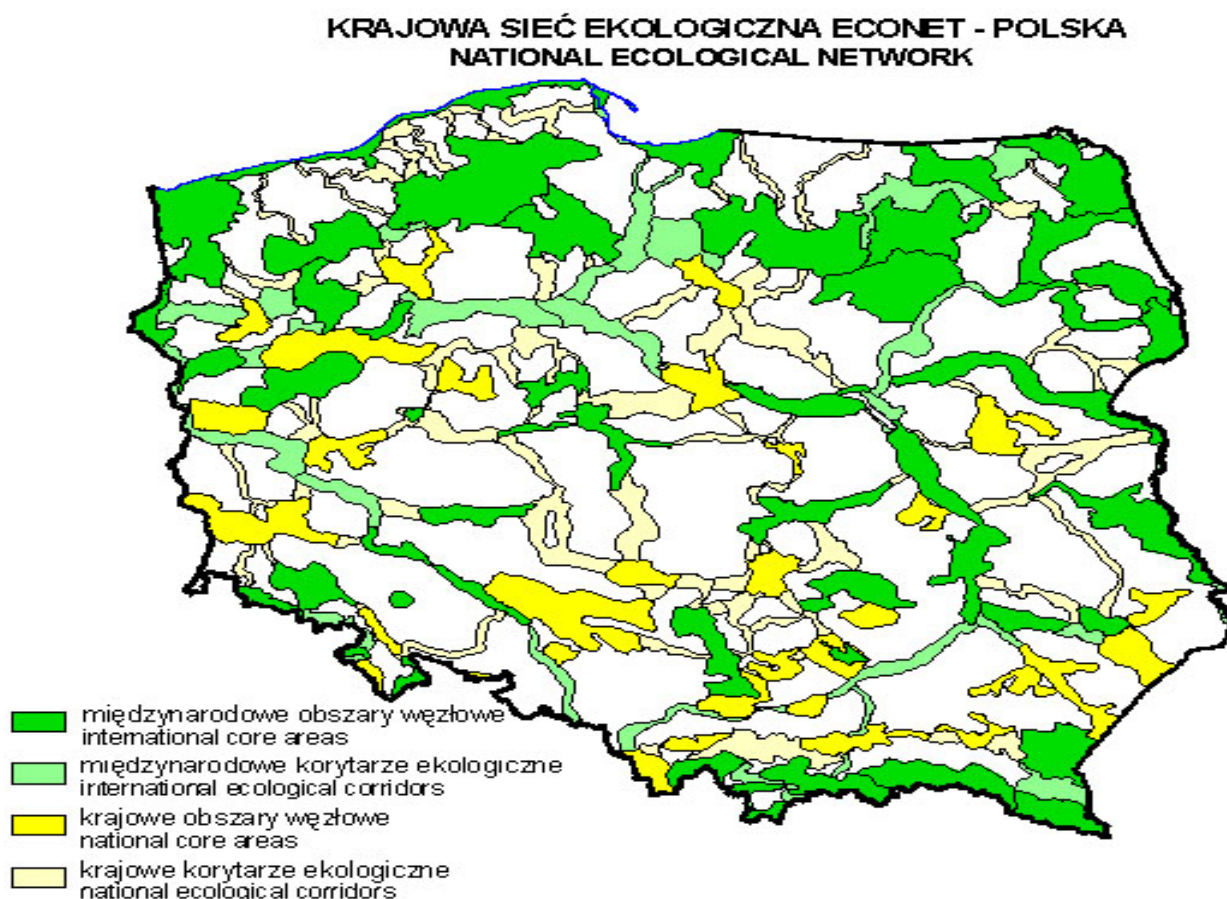 KRAJOWA SIEĆ EKOLOGICZNA ECONET - POLSKA
NATIONAL ECOLOGICAL NETWORK
międzynarodowe obszary węzłowe
international core areas
międzynarodowe korytarze ekologiczne
international ecological corridors
krajowe obszary węzłowe
national core areas
krajowe korytarze ekologiczne
national ecological corridors